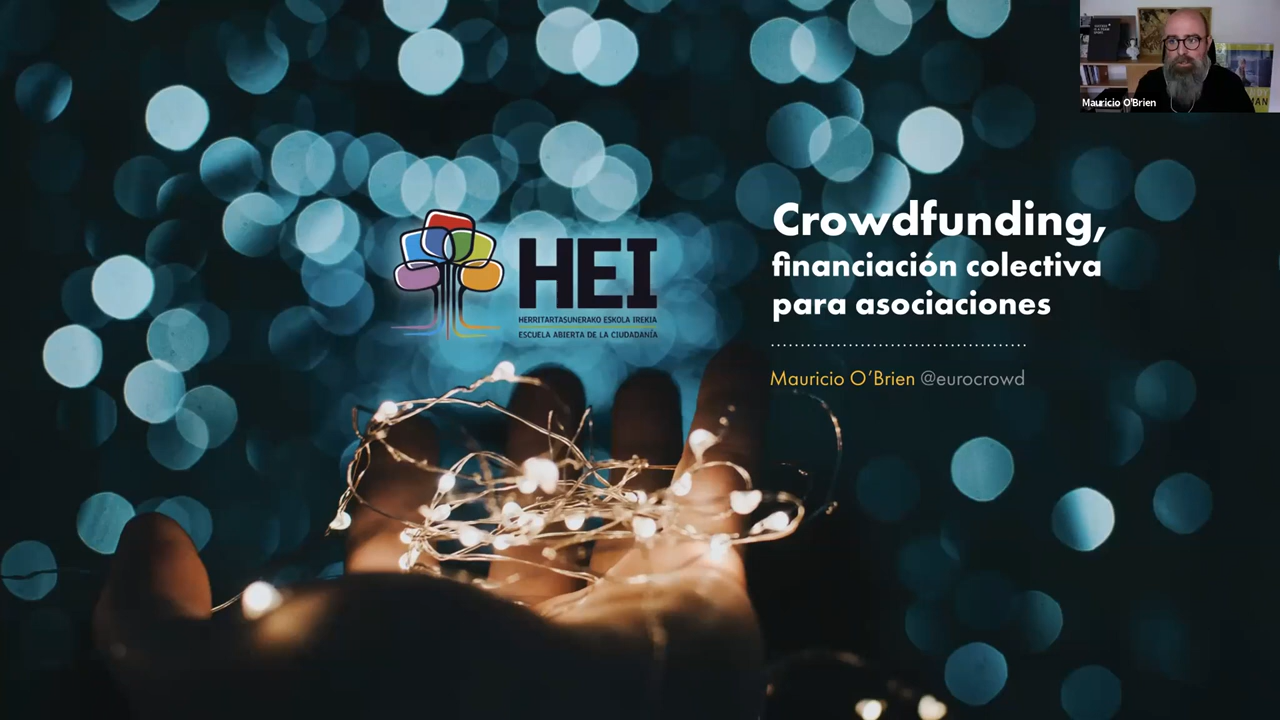 Mauricio O'Brien
Crowdfunding,
financiación colectiva
para asociaciones
Mauricio O'Brien @eurocrowd
HEI
HERRITARTASUNERAKO ESKOLA IREKIA
ESCUELA ABIERTA DE LA CIUDADANÍA